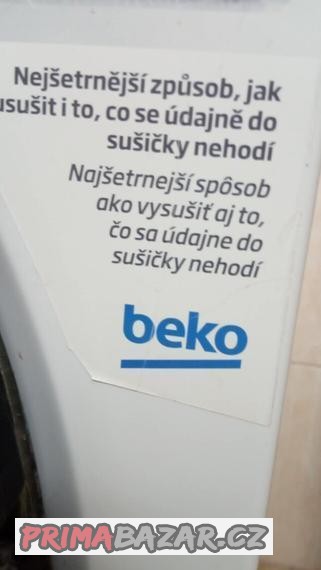 Nejšetrnější způsob, jak
usušit i to, co se údajně do
sušičky nehodí
Najšetrnejší spôsob
ako vysušiť aj to,
čo sa údajne do
sušičky nehodí
beko
PRIMABAZAR.CZ